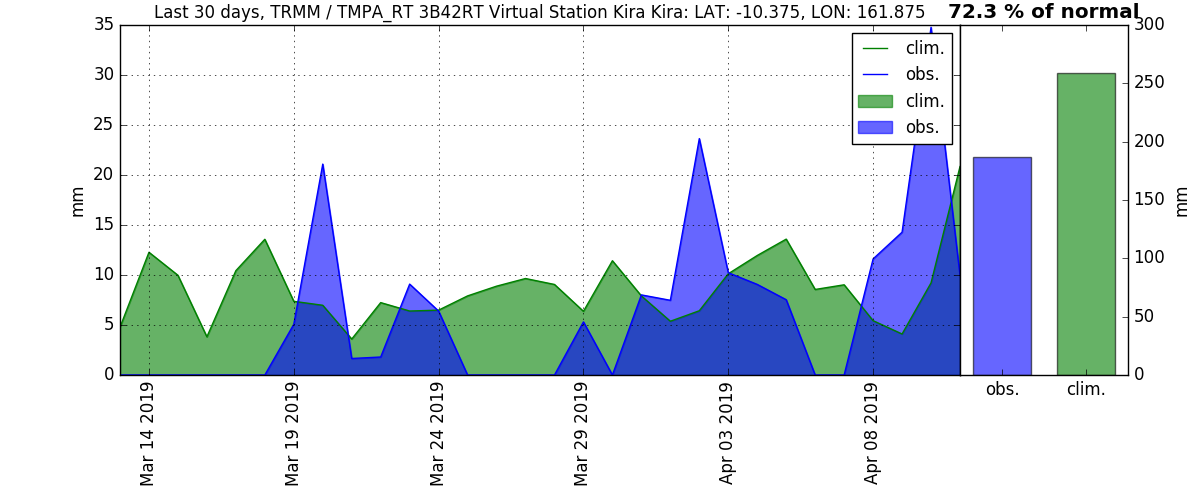 Last 30 days, TRMM / TMPA_RT 3B42RT Virtual Station Kira Kira: LAT: -10.375, LON: 161.875
72.3 % of normal
35
30
25
20
15
10
5
0
mm
clim.
obs.
clim.
obs.
Mar 14 2019
Mar 19 2019
Mar 24 2019
Mar 29 2019
Apr 03 2019
Apr 08 2019
300
250
200
150
100
50
0
mm
obs.
clim.